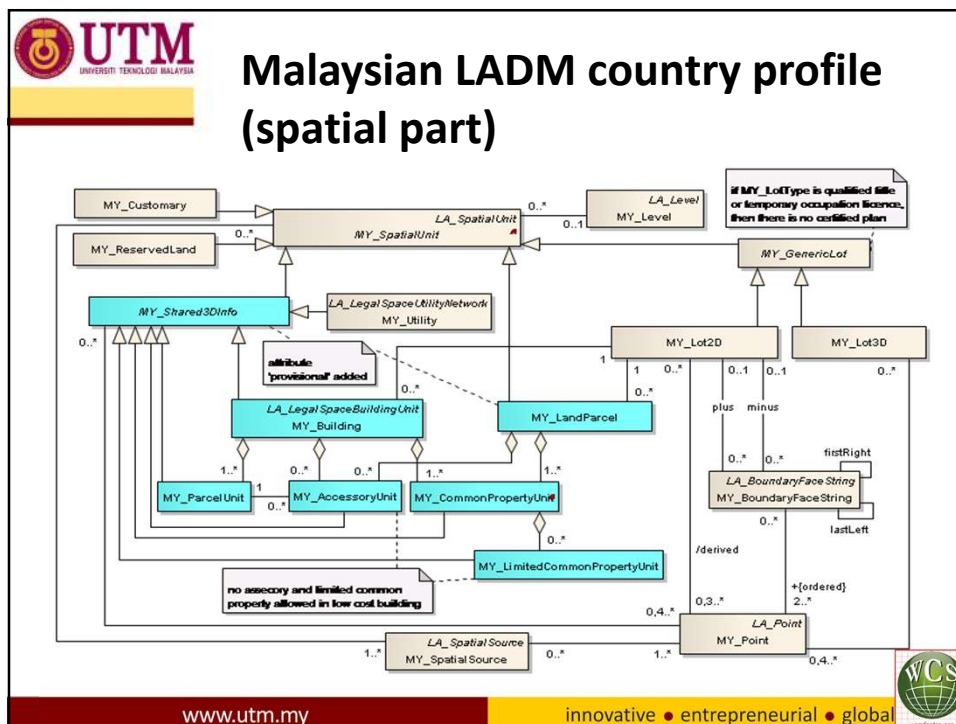 UTM
UNIVERSITI TEKNOLOGI MALAYSIA
Malaysian LADM country profile
(spatial part)
MY_Customary
0..*
MY_ReservedLand
LA_SpatialUnit
MY_SpatialUnit
0..*
0..1
LA_Level
MY_Level
if MY_LotType is qualified title
or temporary occupation licence,
then there is no certified plan
MY_GenericLot
MY_Shared3DInfo
0..*
LA_LegalSpaceUtilityNetwork
MY_Utility
attribute
'provisional' added
MY_Lot2D
MY_Lot3D
1
1
0..*
0..1
0..1
0..*
0..*
0..*
plus
minus
LA_LegalSpaceBuildingUnit
MY_Building
MY_LandParcel
1..*
0..*
0..*
1..*
1..*
0..*
0..*
firstRight
MY_ParcelUnit
1
0..*
MY_AccessoryUnit
MY_CommonPropertyUnit
LA_BoundaryFaceString
MY_BoundaryFaceString
0..*
lastLeft
0..*
MY_LimitedCommonPropertyUnit
/derived
no assecory and limited common
property allowed in low cost building
+{ordered}
0,4..*
0,3..*
2..*
1..*
LA_SpatialSource
MY_SpatialSource
0..*
1..*
LA_Point
MY_Point
0,4..*
WCS
www.utm.my
innovative ● entrepreneurial ● global